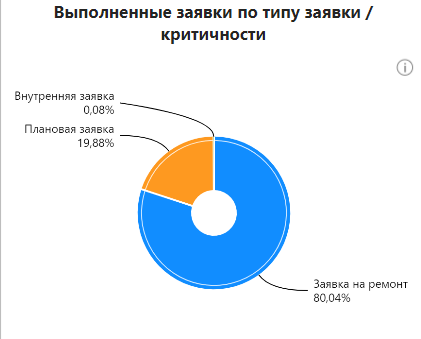 Выполненные заявки по типу заявки /
критичности
Внутренняя заявка
0,08%
Плановая заявка
19,88%
Заявка на ремонт
80,04%